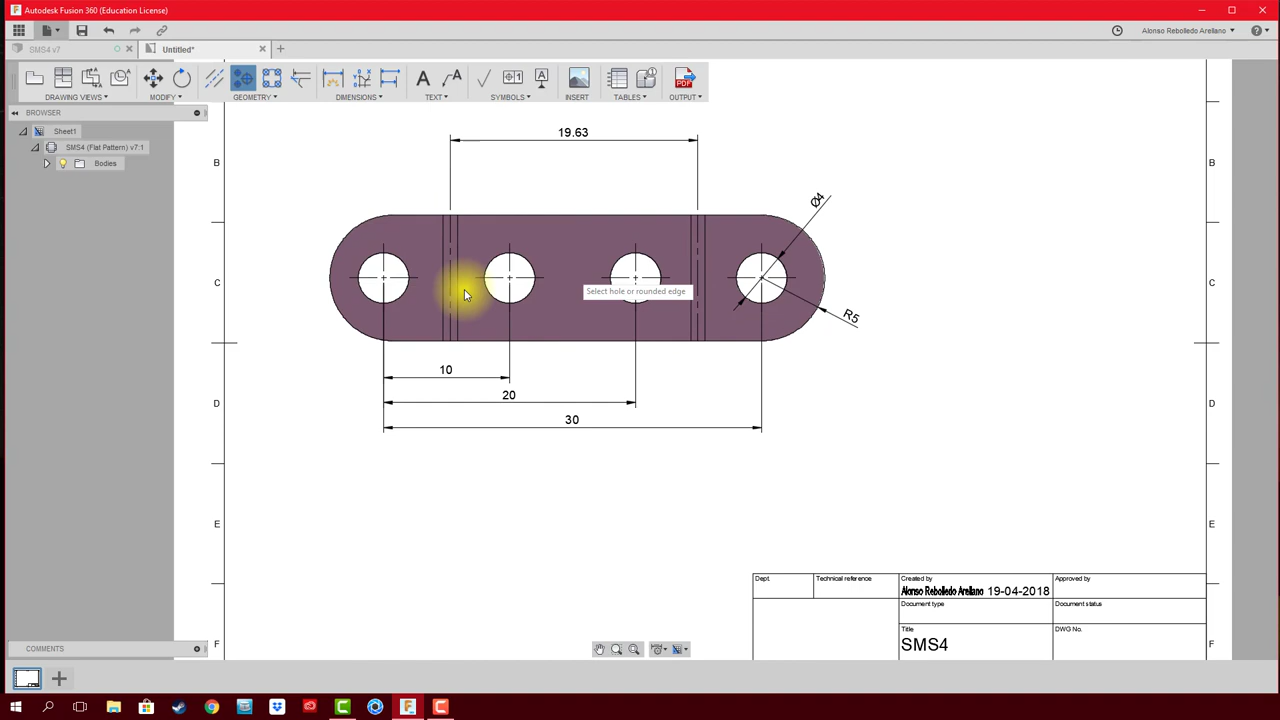 Autodesk Fusion 360 (Education License)
Alonso Rebolledo Arellano
SMS4 v7
Untitled*
DRAWING VIEWS
MODIFY
GEOMETRY
DIMENSIONS
TEXT
SYMBOLS
INSERT
TABLES
OUTPUT
PDF
BROWSER
Sheet1
SMS4 (Flat Pattern) v7:1
Bodies
B
19.63
B
Ø4
C
Select hole or rounded edge
C
R5
10
D
20
D
30
E
E
Dept.
Technical reference
Created by
Approved by
Alonso Rebolledo Arellano 19-04-2018
Document type
Document status
Title
DWG No.
F
SMS4
F
COMMENTS